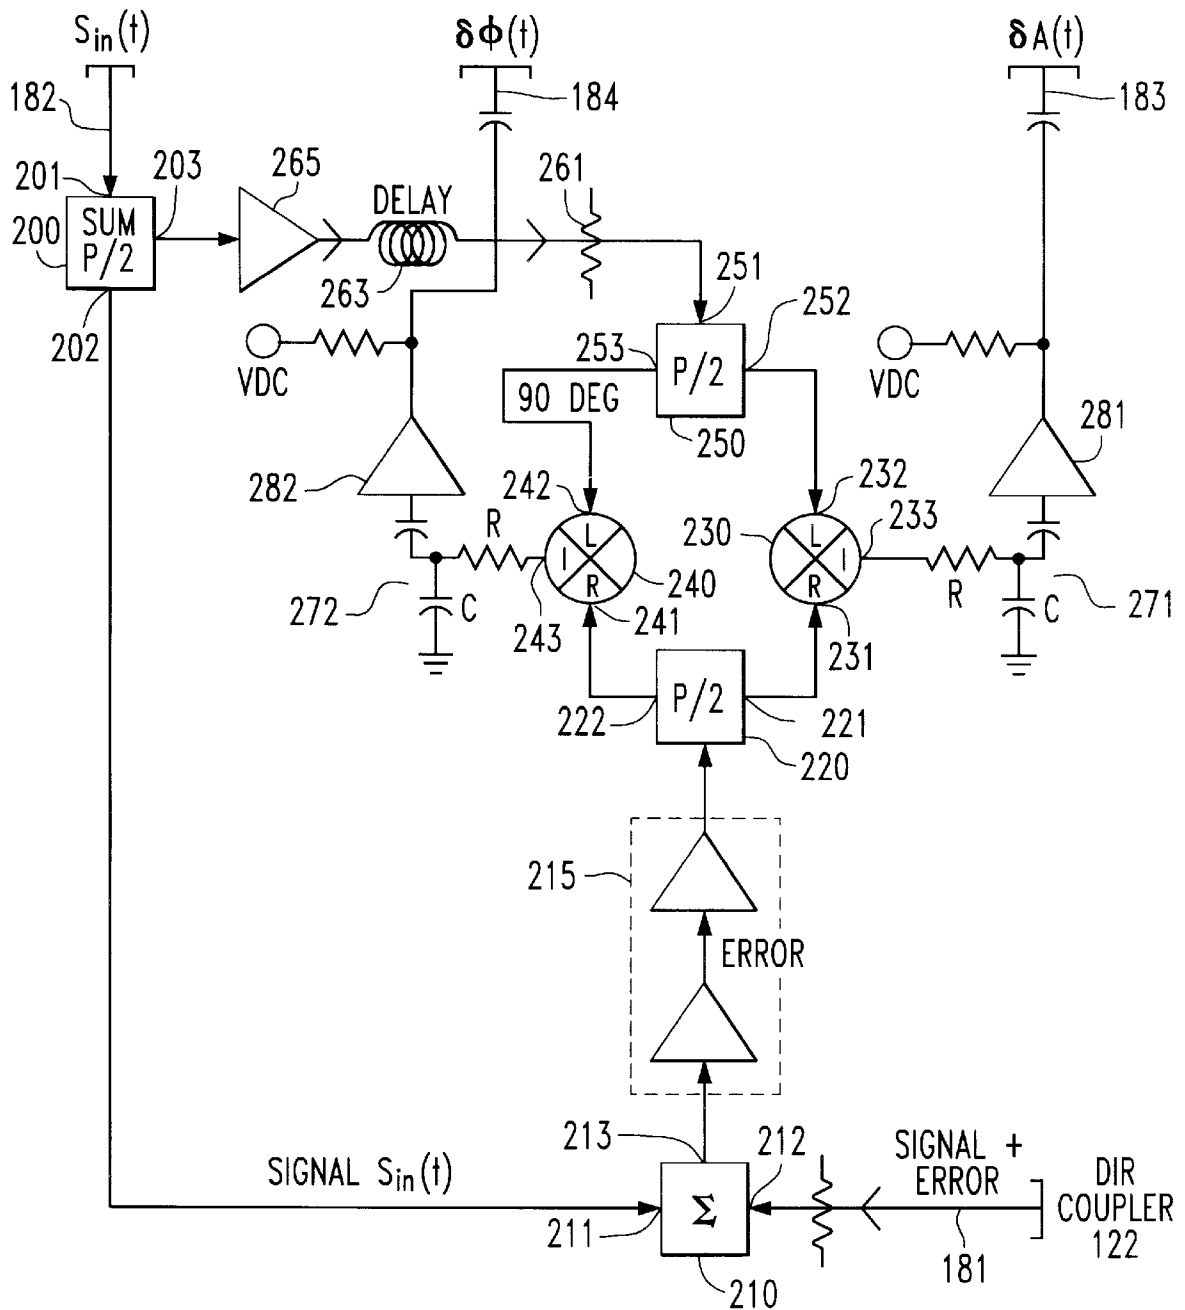 Sin(t)
δΦ(t)
δA(t)
182
184
183
201
203
265
261
200
SUM
P/2
DELAY
263
251
252
202
253
VDC
P/2
VDC
90 DEG
250
281
282
242
232
R
L
I
R
240
230
L
I
R
233
272
C
243
241
231
R
C
271
222
P/2
221
220
215
ERROR
213
212
SIGNAL +
ERROR
DIR
COUPLER
122
SIGNAL Sin(t)
Σ
211
181
210